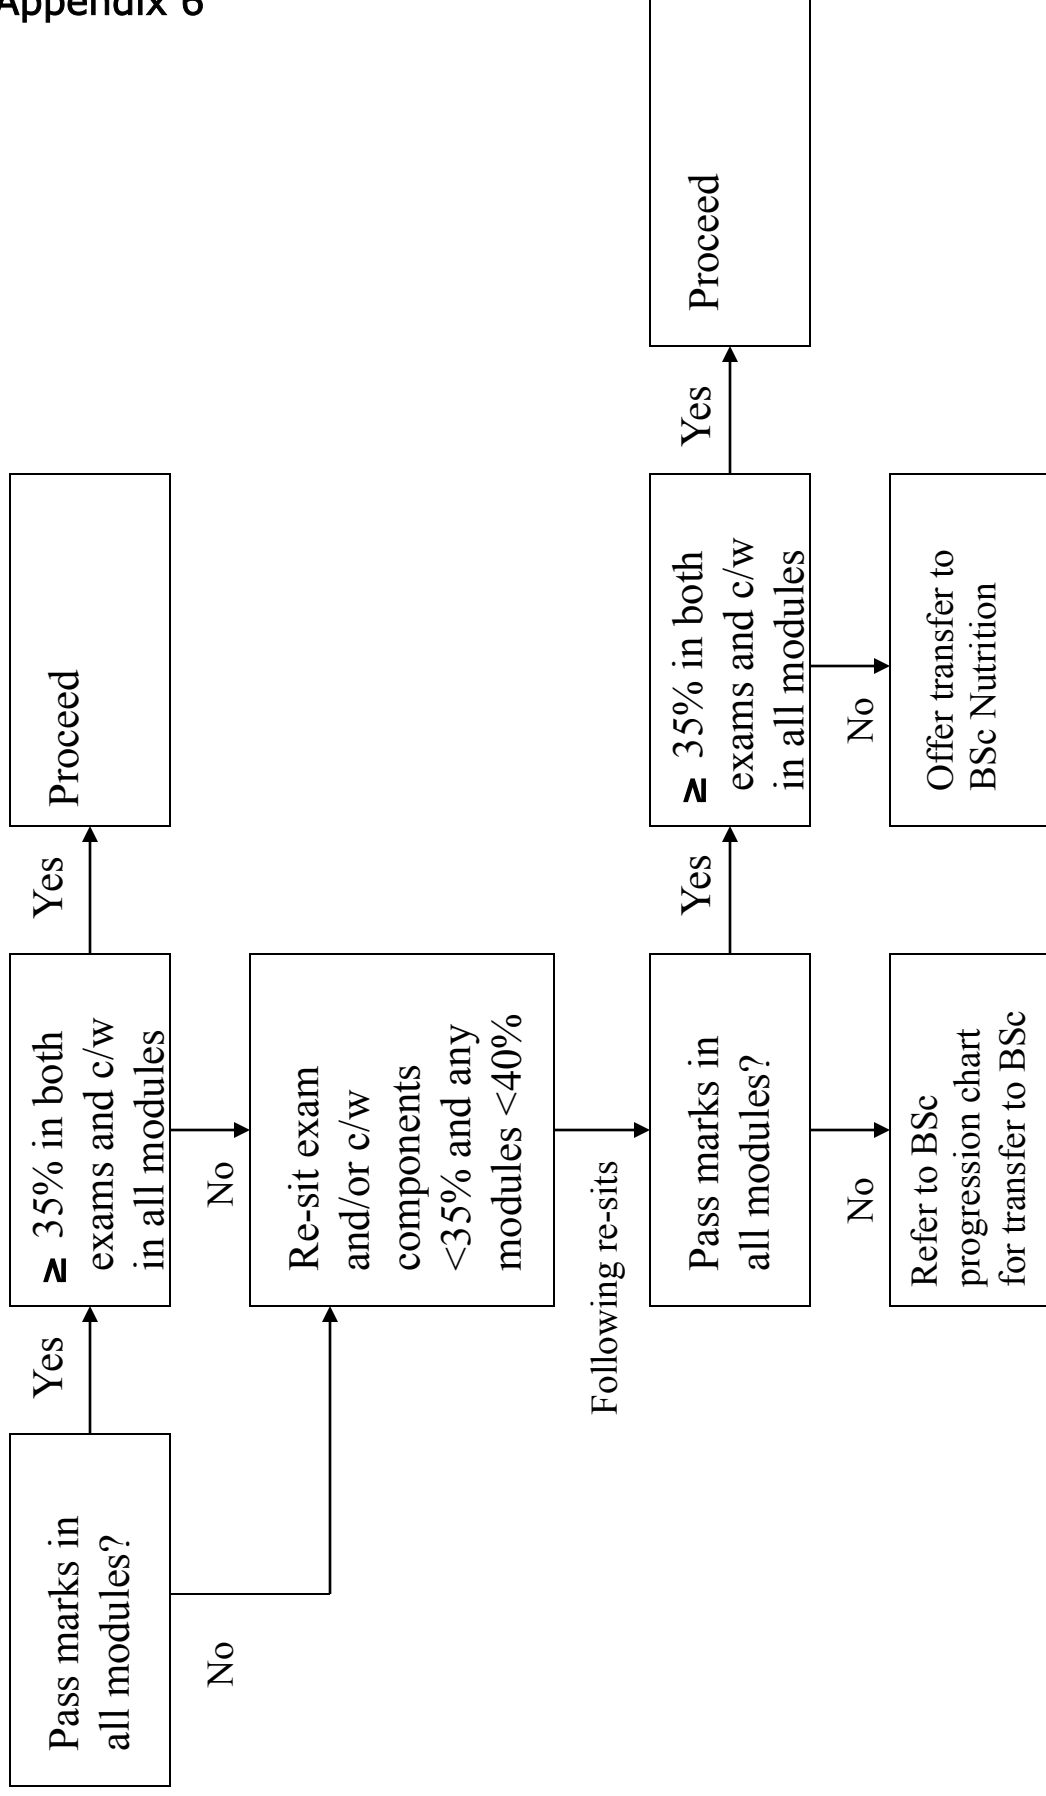 Appendix 6
Pass marks in
all modules?
Yes
≥ 35% in both
exams and c/w
in all modules
Yes
Proceed
No
No
Re-sit exam
and/or c/w
components
<35% and any
modules <40%
Following re-sits
Pass marks in
all modules?
Yes
≥ 35% in both
exams and c/w
in all modules
Yes
Proceed
No
No
Refer to BSc
progression chart
for transfer to BSc
Offer transfer to
BSc Nutrition